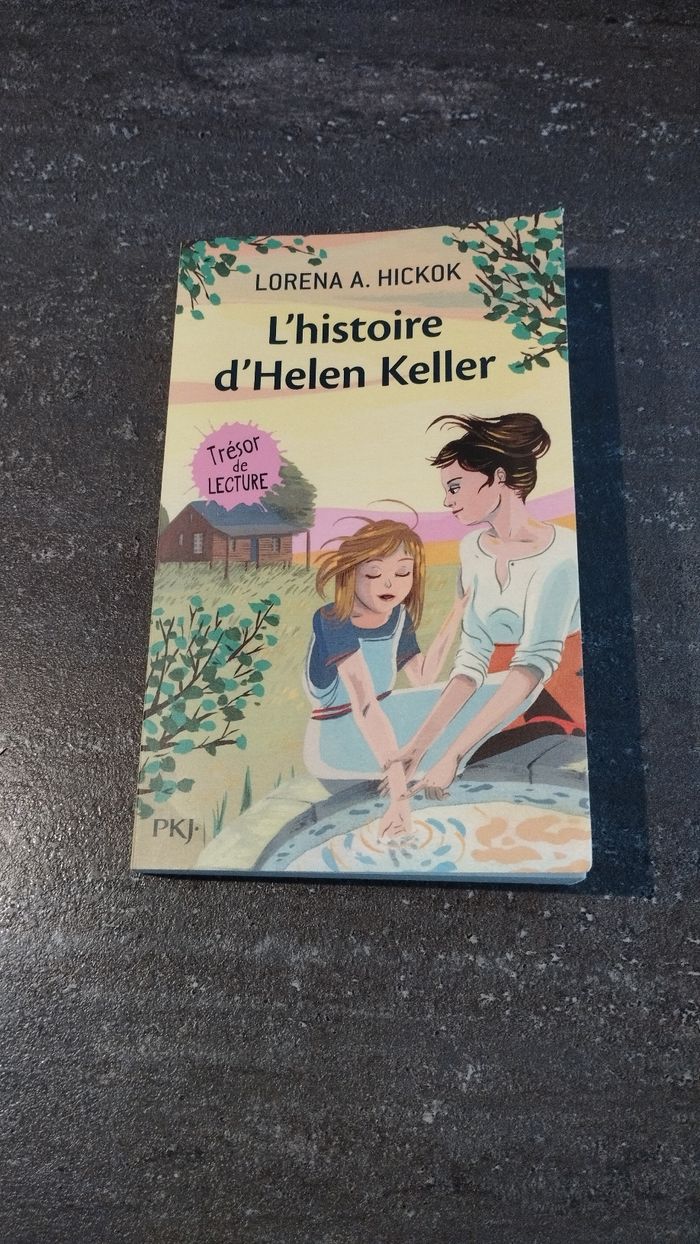 LORENA A. HICKOK
L'histoire
d'Helen Keller
Trésor
de
LECTURE
PKJ.